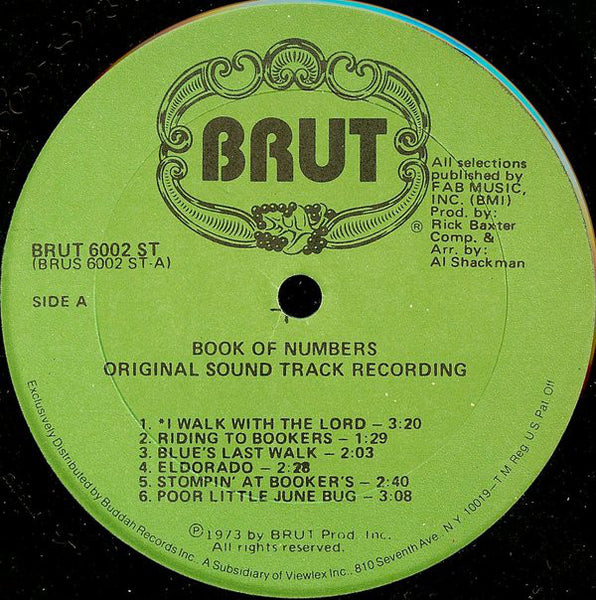 BRUT
®
All selections
published by
FAB MUSIC,
INC. (BMI)
Prod. by:
Rick Baxter
Comp. &
Arr. by:
Al Shackman
BRUT 6002 ST
(BRUS 6002 ST-A)
SIDE A
BOOK OF NUMBERS
ORIGINAL SOUND TRACK RECORDING
1. *I WALK WITH THE LORD – 3:20
2. RIDING TO BOOKERS – 1:29
3. BLUE'S LAST WALK – 2:03
4. ELDORADO – 2:28
5. STOMPIN' AT BOOKER'S – 2:40
6. POOR LITTLE JUNE BUG – 3:08
℗ 1973 by BRUT Prod. Inc.
All rights reserved.
Exclusively Distributed by Buddah Records Inc., A Subsidiary of Viewlex Inc., 810 Seventh Ave., N.Y. 10019–T.M. Reg. U.S. Pat. Off.